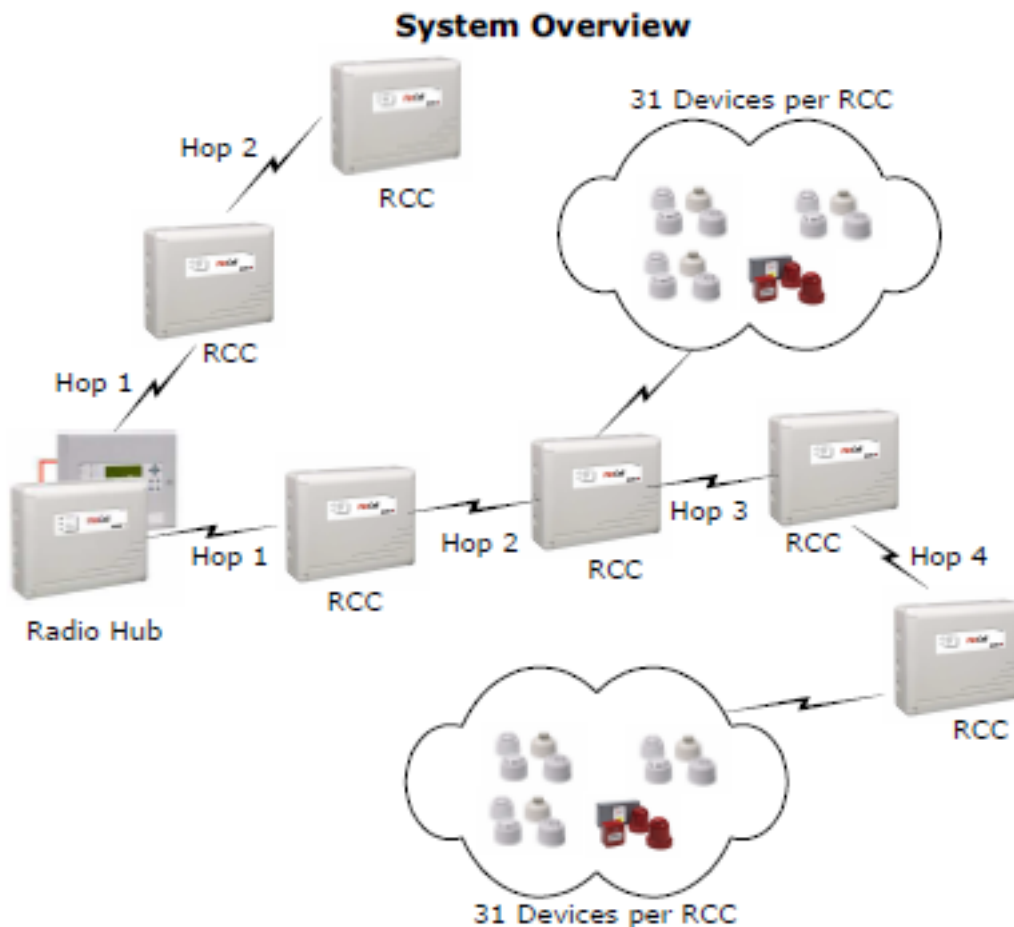 System Overview
31 Devices per RCC
Hop 2
RCC
RCC
Hop 1
Hop 1
Hop 2
Hop 3
Hop 4
RCC
RCC
RCC
Radio Hub
RCC
31 Devices per RCC